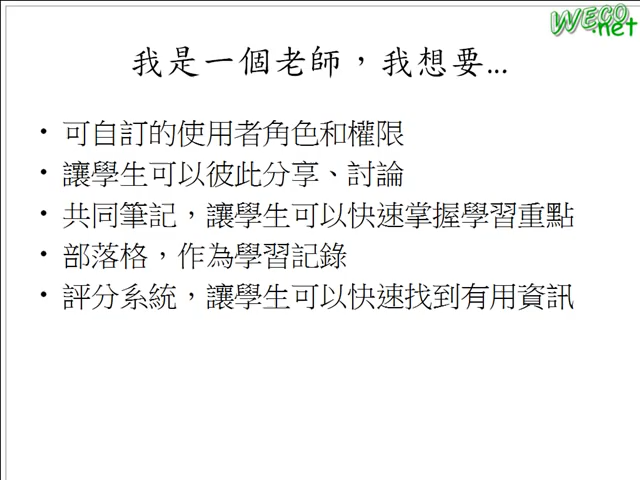 WECO
.net
我是一個老師，我想要...
• 可自訂的使用者角色和權限
• 讓學生可以彼此分享、討論
• 共同筆記，讓學生可以快速掌握學習重點
• 部落格，作為學習記錄
• 評分系統，讓學生可以快速找到有用資訊